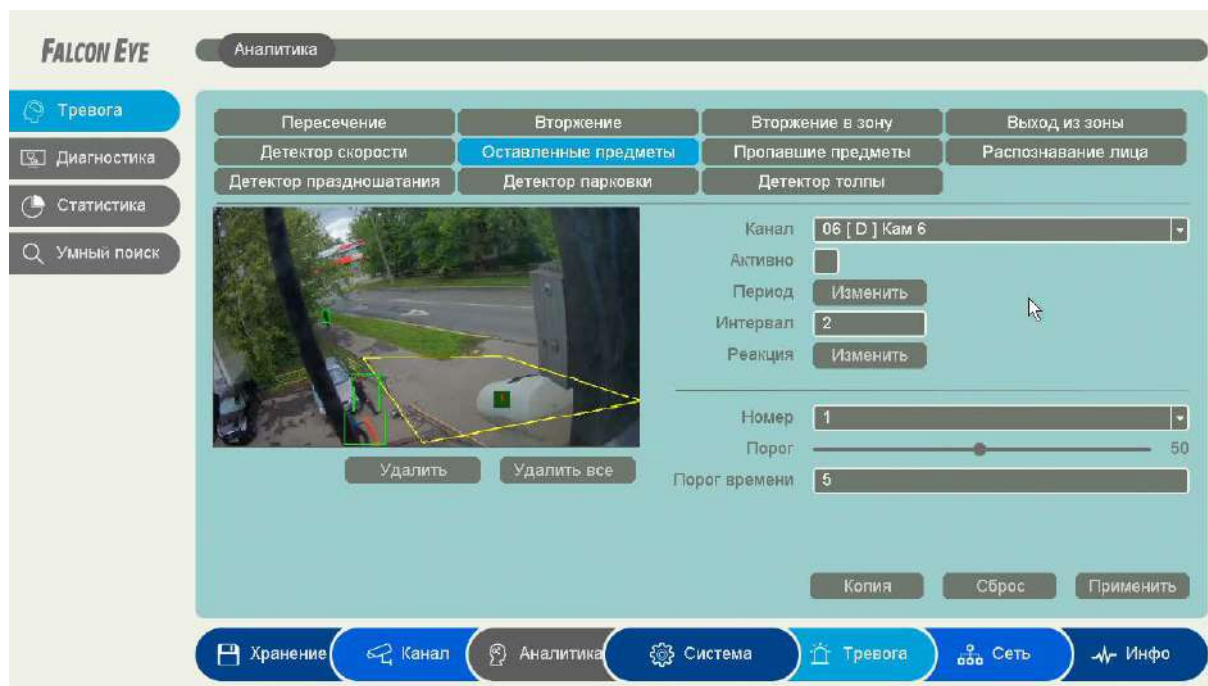 FALCON EYE
Аналитика
Тревога
Диагностика
Статистика
Умный поиск
Пересечение
Вторжение
Вторжение в зону
Выход из зоны
Детектор скорости
Оставленные предметы
Пропавшие предметы
Распознавание лица
Детектор праздношатания
Детектор парковки
Детектор толпы
Канал
06 [ D ] Кам 6
Активно
Период
Изменить
Интервал
2
Реакция
Изменить
Номер
1
Порог
50
Порог времени
5
Удалить
Удалить все
Копия
Сброс
Применить
Хранение
Канал
Аналитика
Система
Тревога
Сеть
Инфо